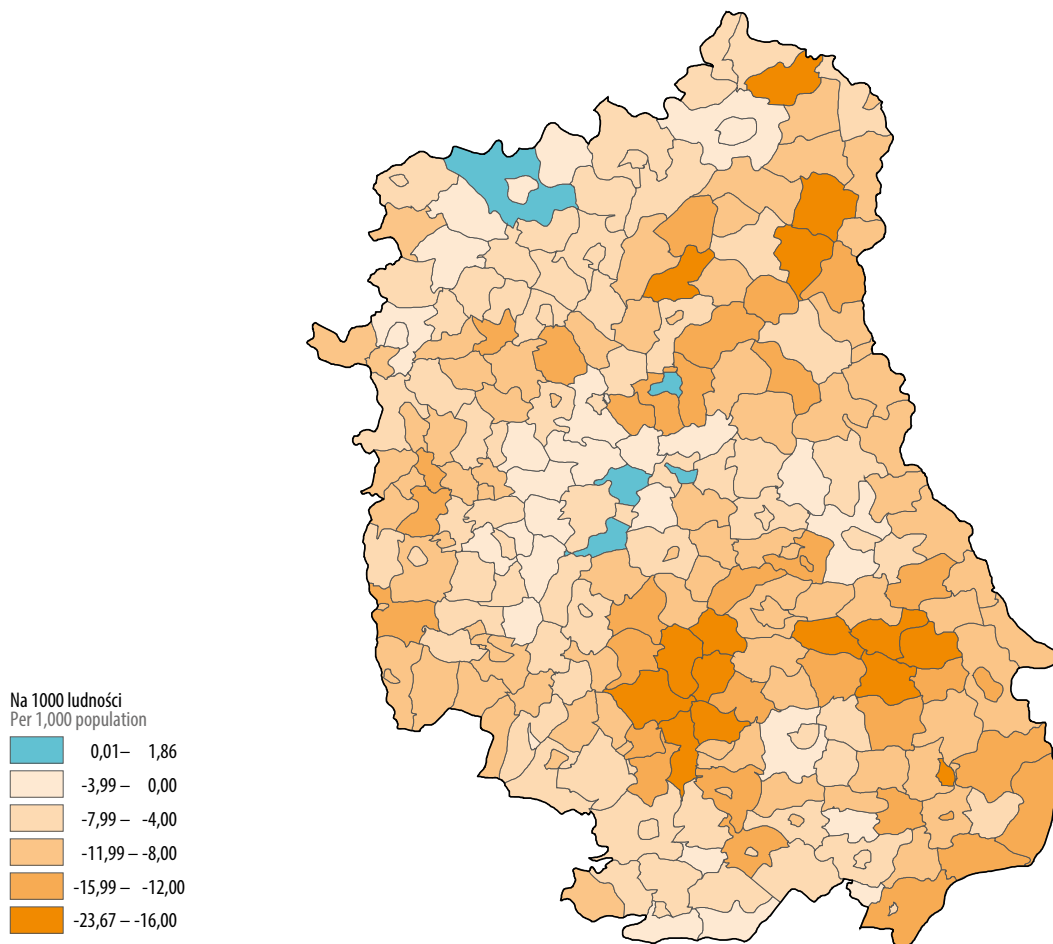 Na 1000 ludności
Per 1,000 population
0,01– 1,86
-3,99 – 0,00
-7,99 – -4,00
-11,99 – -8,00
-15,99 – -12,00
-23,67 – -16,00